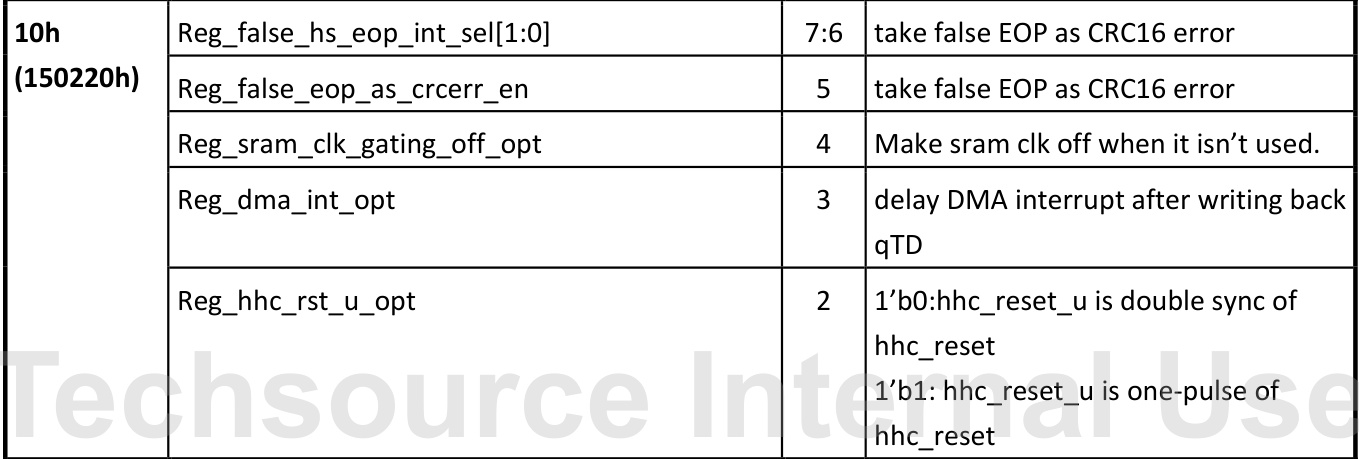 10h
(150220h)
Reg_false_hs_eop_int_sel[1:0] 7:6 take false EOP as CRC16 error
Reg_false_eop_as_crcerr_en 5 take false EOP as CRC16 error
Reg_sram_clk_gating_off_opt 4 Make sram clk off when it isn’t used.
Reg_dma_int_opt 3 delay DMA interrupt after writing back
qTD
Reg_hhc_rst_u_opt 2 1’b0:hhc_reset_u is double sync of
hhc_reset
1’b1: hhc_reset_u is one-pulse of
hhc_reset
Techsource Internal Use